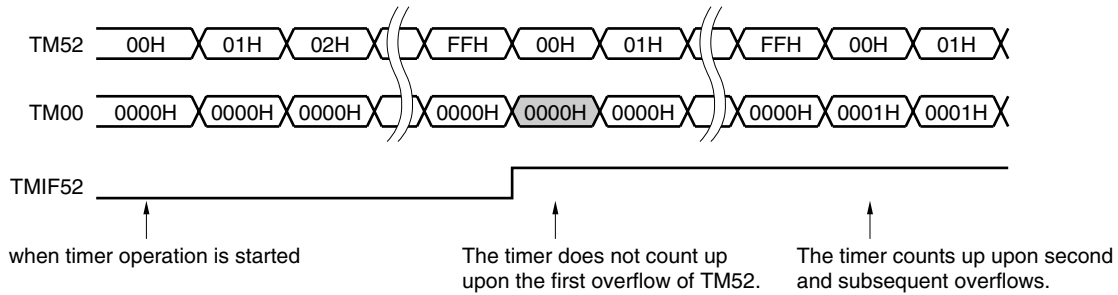 TM52 00H 01H 02H FFH 00H 01H FFH 00H 01H
TM00 0000H 0000H 0000H 0000H 0000H 0000H 0000H 0001H 0001H
TMIF52
when timer operation is started
The timer does not count up
upon the first overflow of TM52.
The timer counts up upon second
and subsequent overflows.